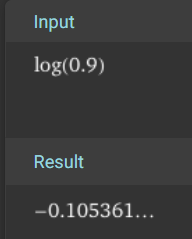 Input
log(0.9)
Result
−0.105361…